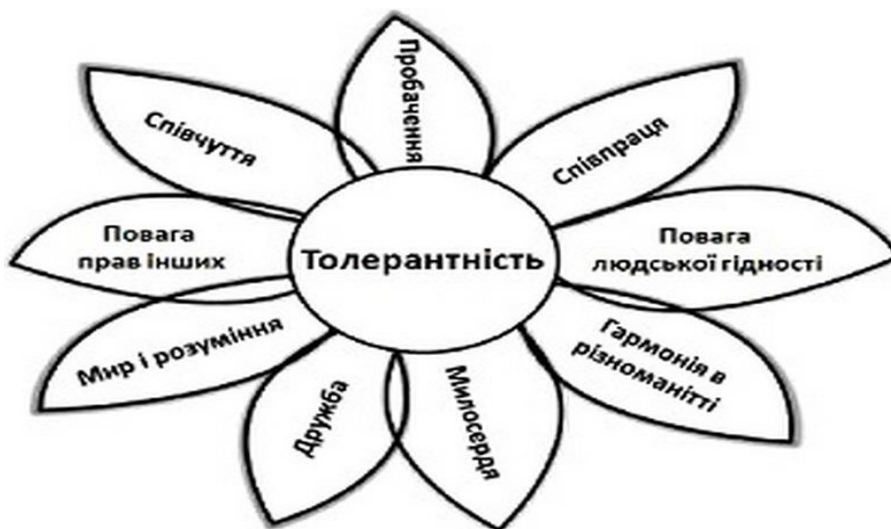 Пробачення
Співчуття
Співпраця
Повага
прав інших
Толерантність
Повага
людської гідності
Мир і розуміння
Гармонія в
різноманітті
Дружба
Милосердя